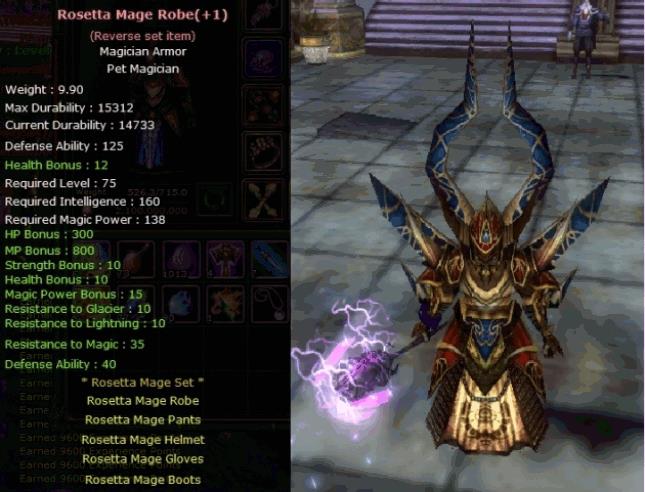 Rosetta Mage Robe(+1)
(Reverse set item)
Magician Armor
Pet Magician
Weight : 9.90
Max Durability : 15312
Current Durability : 14733
Defense Ability : 125
Health Bonus : 12
Required Level : 75
Required Intelligence : 160
Required Magic Power : 138
HP Bonus : 300
MP Bonus : 800
Strength Bonus : 10
Health Bonus : 10
Magic Power Bonus : 15
Resistance to Glacier : 10
Resistance to Lightning : 10
Resistance to Magic : 35
Defense Ability : 40
* Rosetta Mage Set *
Rosetta Mage Robe
Rosetta Mage Pants
Rosetta Mage Helmet
Rosetta Mage Gloves
Rosetta Mage Boots